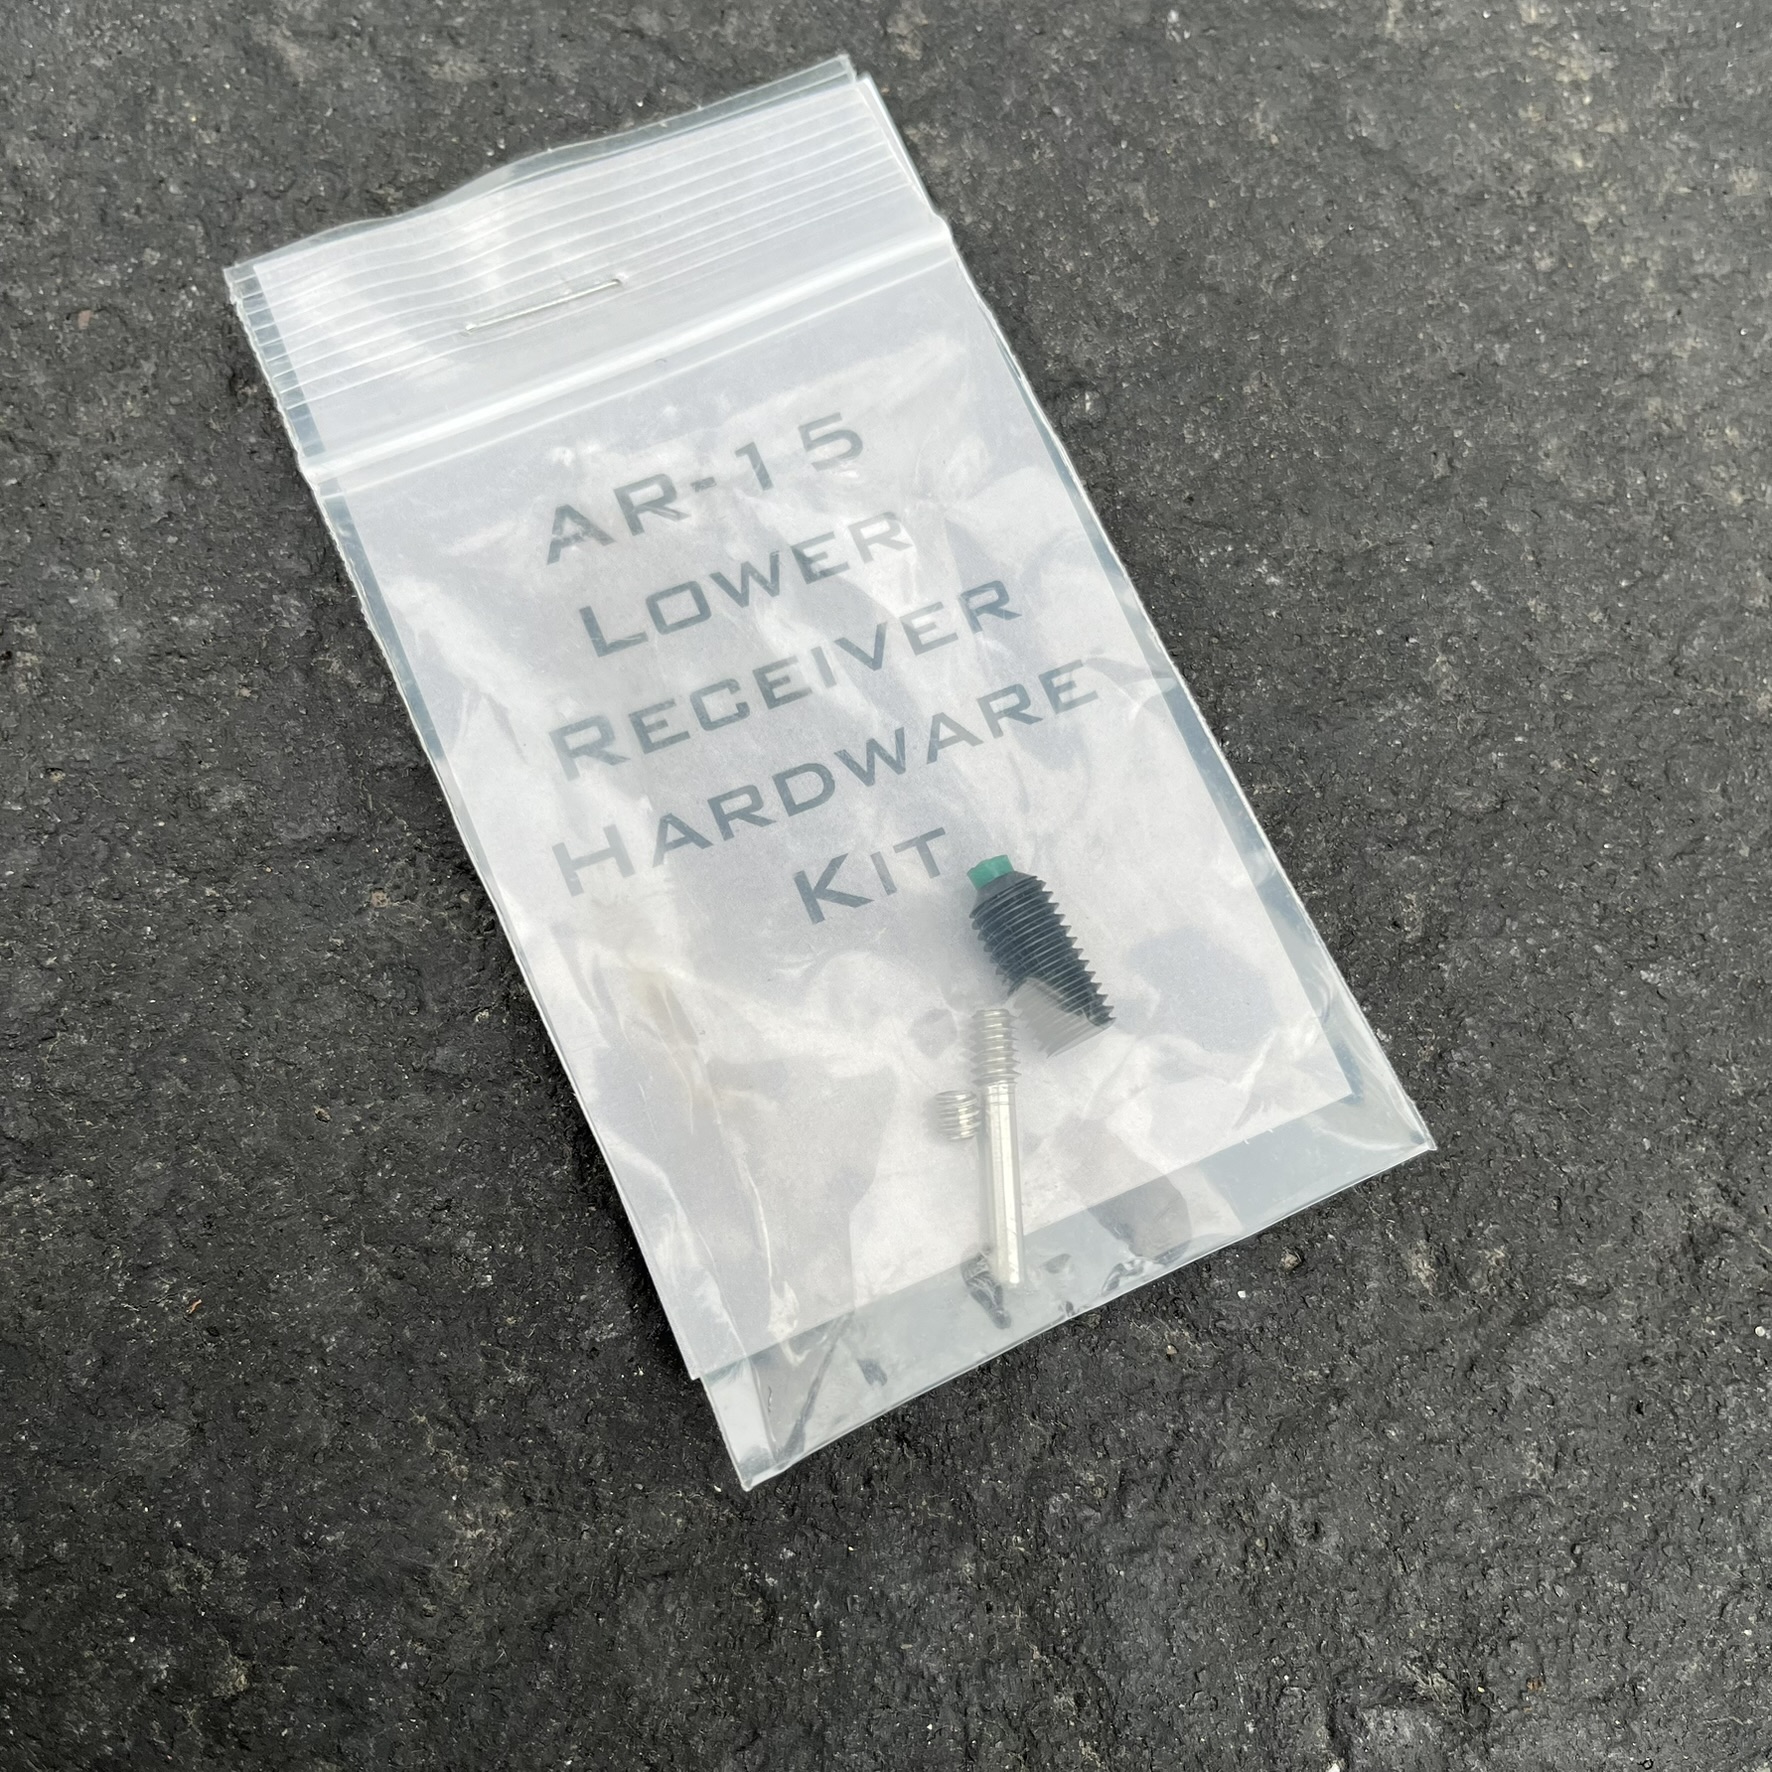 AR-15
LOWER
RECEIVER
HARDWARE
KIT